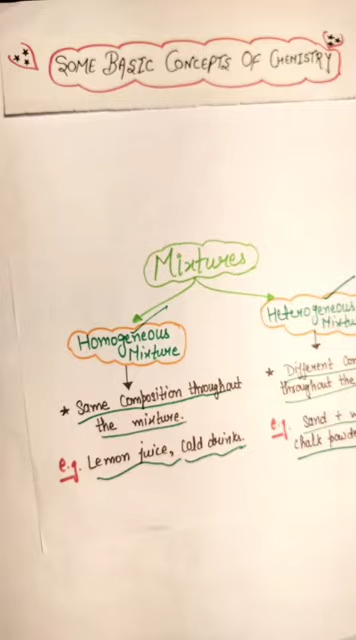 SOME BASIC CONCEPTS OF CHEMISTRY
Mixtures
Homogeneous
Mixture
Heterogeneous
★ Same composition throughout
the mixture.
e.g. Lemon juice, Cold drinks.
★ Different
throughout the
e.g. Sand +
chalk